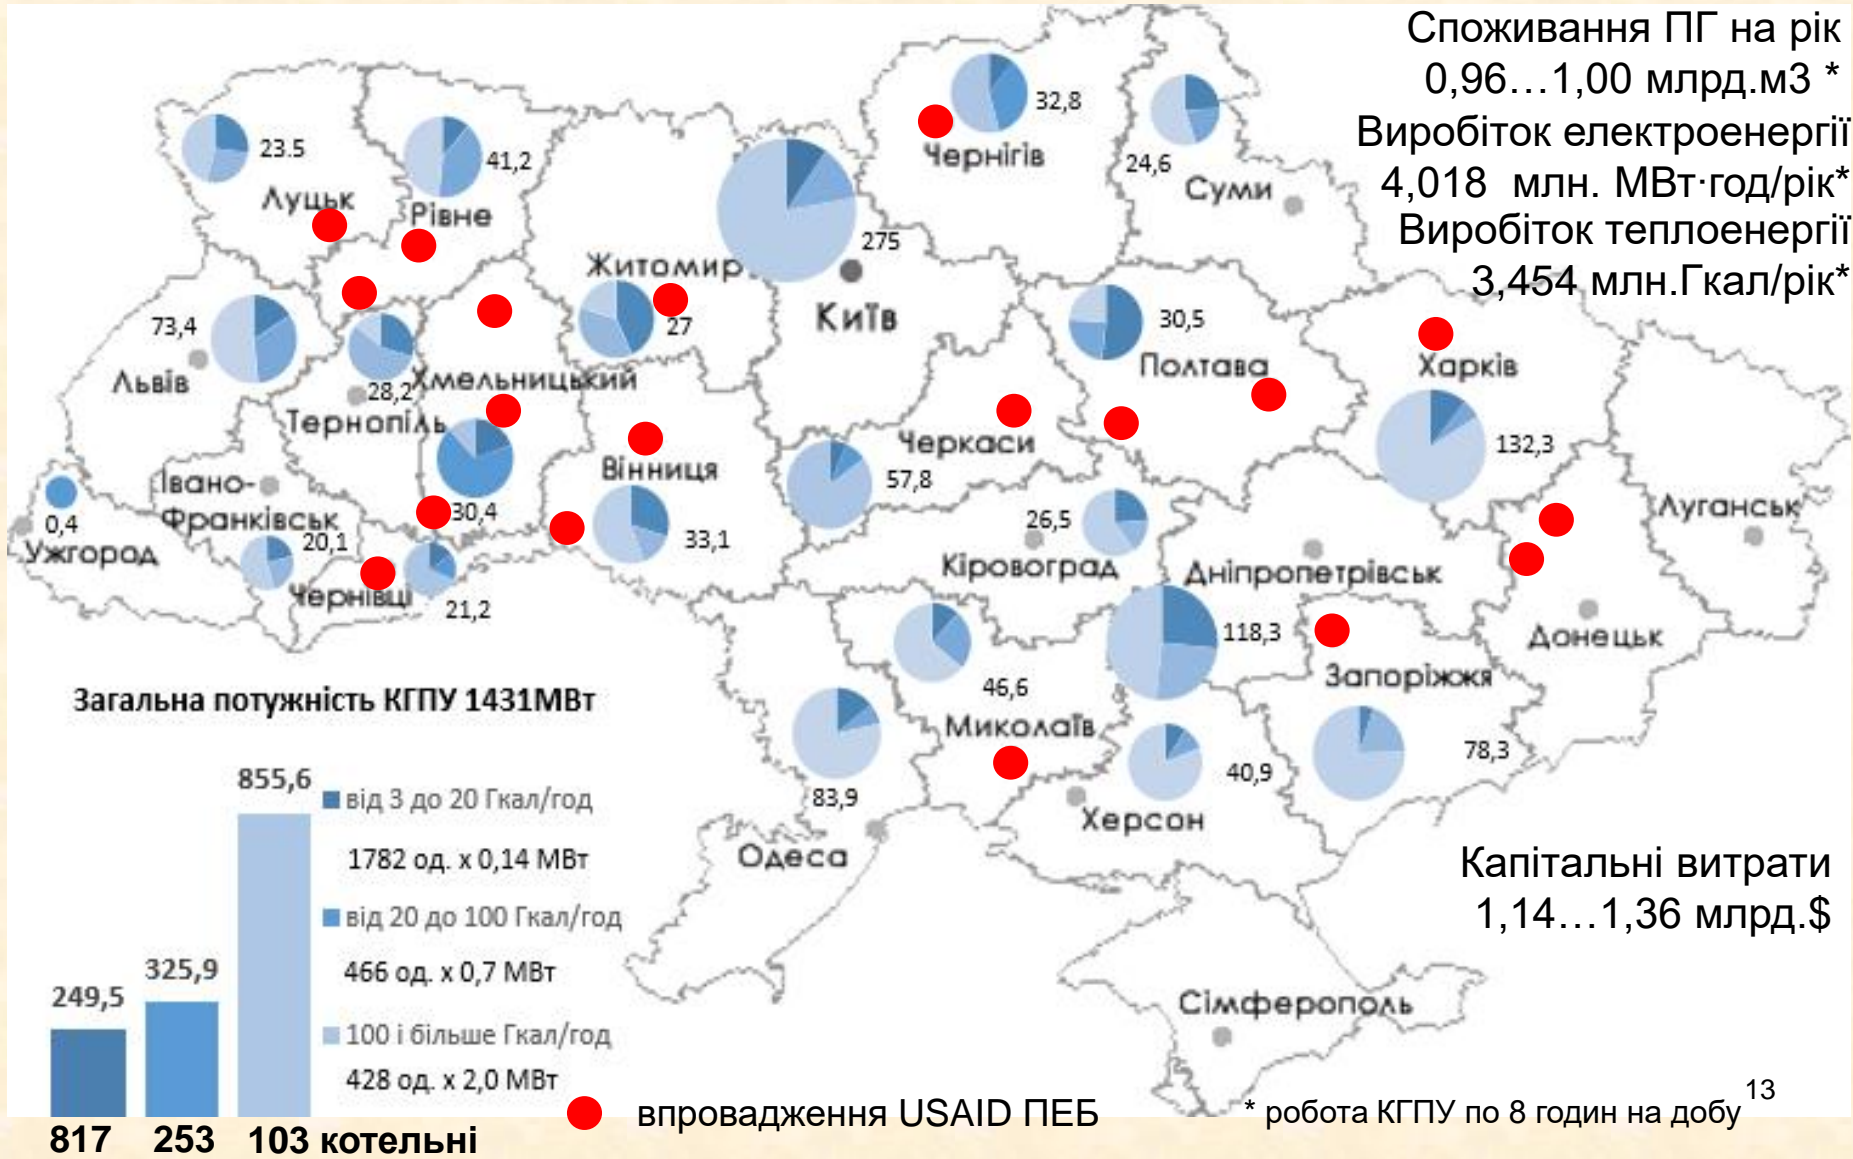 Споживання ПГ на рік
0,96…1,00 млрд.м3 *
Виробіток електроенергії
4,018 млн. МВт·год/рік*
Виробіток теплоенергії
3,454 млн.Гкал/рік*
32,8
Чернігів
24,6
Суми
23.5
Луцьк
41,2
Рівне
275
Київ
Житомир
27
73,4
Львів
28,2
Тернопіль
Хмельницький
30,4
30,5
Полтава
Харків
132,3
Черкаси
57,8
Вінниця
33,1
Івано-
Франківськ
20,1
0,4
Ужгород
Чернівці
21,2
26,5
Кіровоград
Дніпропетрівськ
118,3
Луганськ
Донецьк
Запоріжжя
78,3
46,6
Миколаїв
40,9
Херсон
83,9
Одеса
Сімферополь
Загальна потужність КГПУ 1431МВт
855,6
325,9
249,5
від 3 до 20 Гкал/год
1782 од. х 0,14 МВт
від 20 до 100 Гкал/год
466 од. х 0,7 МВт
100 і більше Гкал/год
428 од. х 2,0 МВт
817 253 103 котельні
Капітальні витрати
1,14…1,36 млрд.$
впровадження USAID ПЕБ
* робота КГПУ по 8 годин на добу
13